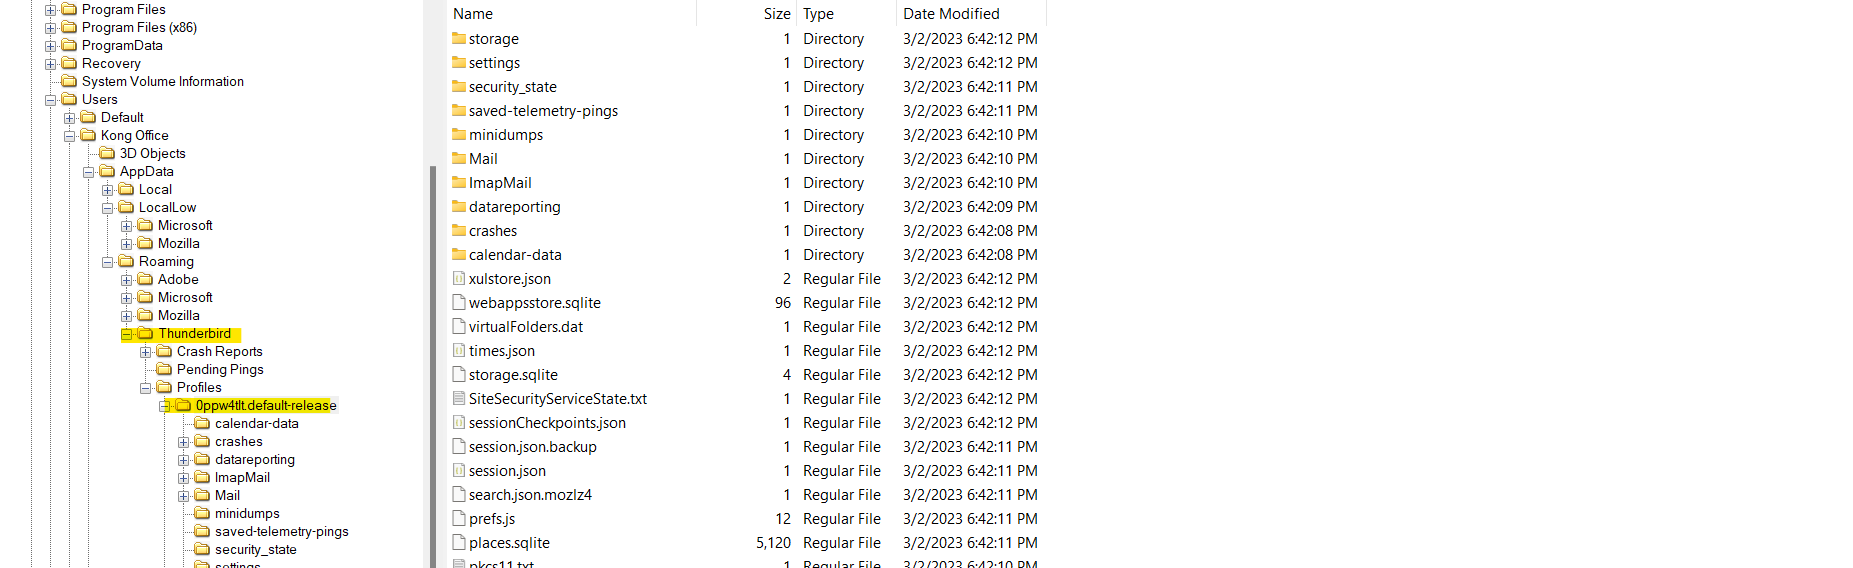 Program Files
Program Files (x86)
ProgramData
Recovery
System Volume Information
Users
Default
Kong Office
3D Objects
AppData
Local
LocalLow
Microsoft
Mozilla
Roaming
Adobe
Microsoft
Mozilla
Thunderbird
Crash Reports
Pending Pings
Profiles
0ppw4tlt.default-release
calendar-data
crashes
datareporting
ImapMail
Mail
minidumps
saved-telemetry-pings
security_state
settings
Name Size Type Date Modified
storage 1 Directory 3/2/2023 6:42:12 PM
settings 1 Directory 3/2/2023 6:42:12 PM
security_state 1 Directory 3/2/2023 6:42:11 PM
saved-telemetry-pings 1 Directory 3/2/2023 6:42:11 PM
minidumps 1 Directory 3/2/2023 6:42:10 PM
Mail 1 Directory 3/2/2023 6:42:10 PM
ImapMail 1 Directory 3/2/2023 6:42:10 PM
datareporting 1 Directory 3/2/2023 6:42:09 PM
crashes 1 Directory 3/2/2023 6:42:08 PM
calendar-data 1 Directory 3/2/2023 6:42:08 PM
xulstore.json 2 Regular File 3/2/2023 6:42:12 PM
webappsstore.sqlite 96 Regular File 3/2/2023 6:42:12 PM
virtualFolders.dat 1 Regular File 3/2/2023 6:42:12 PM
times.json 1 Regular File 3/2/2023 6:42:12 PM
storage.sqlite 4 Regular File 3/2/2023 6:42:12 PM
SiteSecurityServiceState.txt 1 Regular File 3/2/2023 6:42:12 PM
sessionCheckpoints.json 1 Regular File 3/2/2023 6:42:12 PM
session.json.backup 1 Regular File 3/2/2023 6:42:11 PM
session.json 1 Regular File 3/2/2023 6:42:11 PM
search.json.mozlz4 1 Regular File 3/2/2023 6:42:11 PM
prefs.js 12 Regular File 3/2/2023 6:42:11 PM
places.sqlite 5,120 Regular File 3/2/2023 6:42:11 PM
pkcs11.txt 1 Regular File 3/2/2023 6:42:10 PM